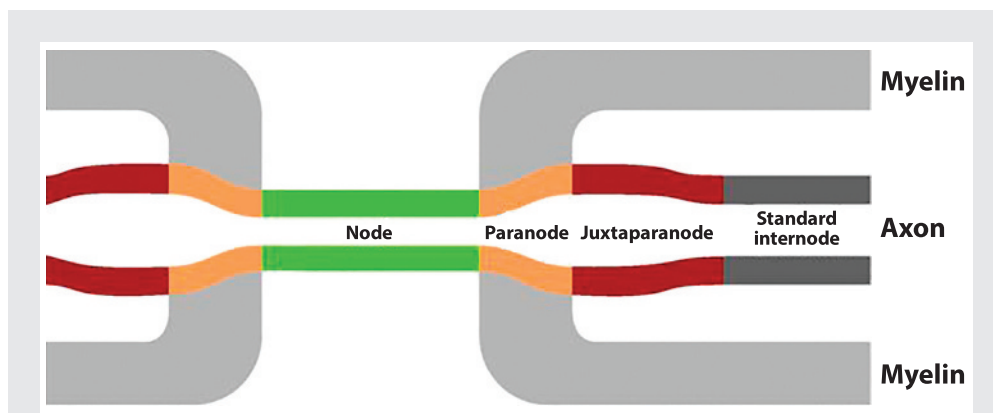 Myelin
Node
Paranode
Juxtaparanode
Standard
internode
Axon
Myelin